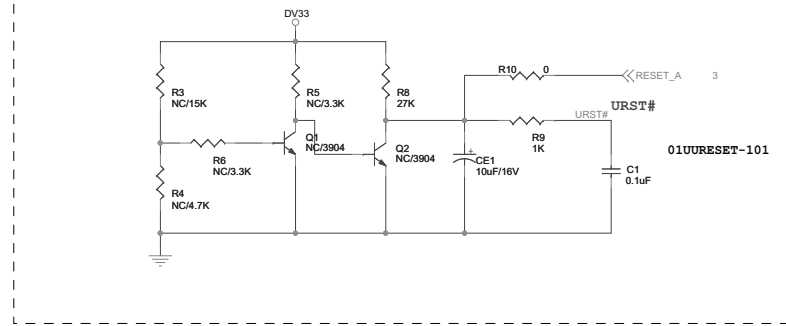 DV33
R10 0
RESET_A 3
R3
NC/15K
R5
NC/3.3K
R8
27K
URST#
URST#
R9
1K
01UURESET-101
Q1
NC/3904
Q2
NC/3904
R6
NC/3.3K
+
CE1
10uF/16V
C1
0.1uF
R4
NC/4.7K